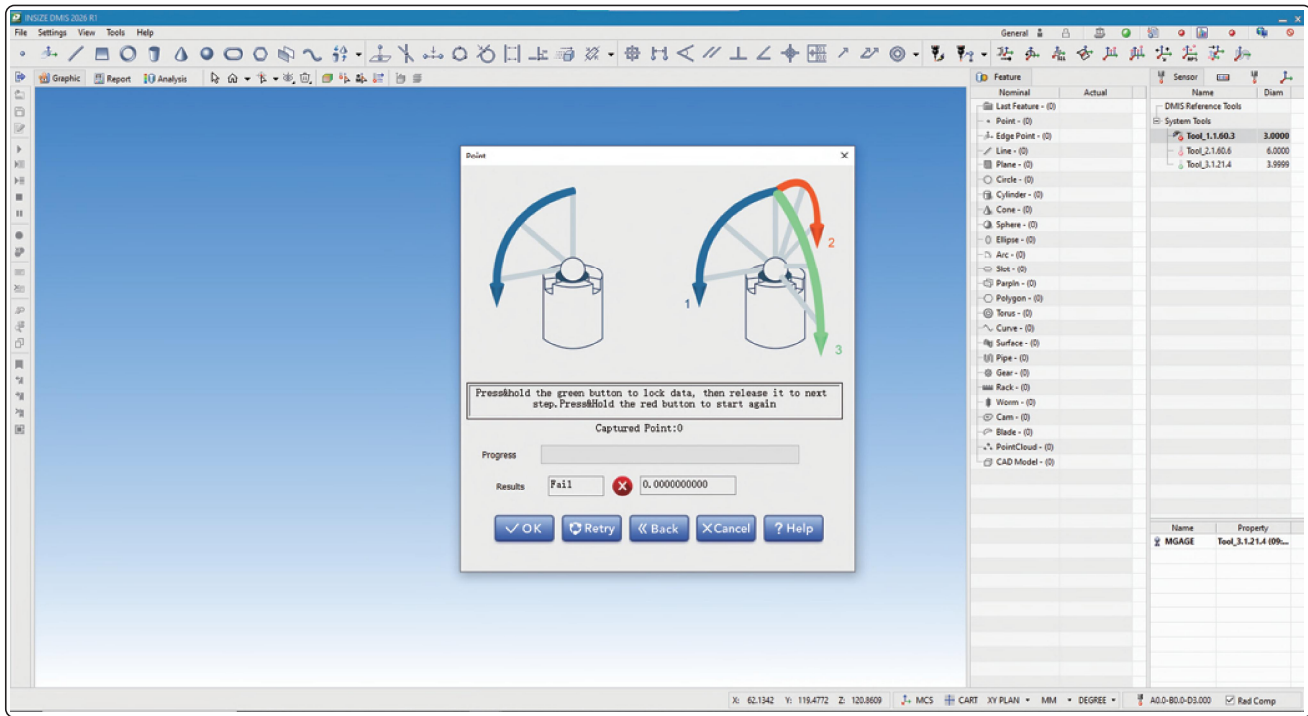 INSIZE DMIS 2026 R1
File Settings View Tools Help
General
Graphic Report Analysis
Feature
Sensor
Nominal Actual
Name Diam
Last Feature - (0)
DMIS Reference Tools
Point - (0)
System Tools
Edge Point - (0)
Tool_1.1.60.3 3.0000
Line - (0)
Tool_2.1.60.6 6.0000
Plane - (0)
Tool_3.1.21.4 3.9999
Circle - (0)
Cylinder - (0)
Cone - (0)
Sphere - (0)
Ellipse - (0)
Arc - (0)
Slot - (0)
Parpln - (0)
Polygon - (0)
Torus - (0)
Curve - (0)
Surface - (0)
Pipe - (0)
Gear - (0)
Rack - (0)
Worm - (0)
Cam - (0)
Blade - (0)
PointCloud - (0)
CAD Model - (0)
Point
2
1
3
Press&hold the green button to lock data, then release it to next
step.Press&Hold the red button to start again
Captured Point:0
Progress
Results Fail 0.0000000000
OK Retry Back Cancel Help
Name Property
MGAGE Tool_3.1.21.4 (09:...
X: 62.1342 Y: 119.4772 Z: 120.8609 MCS CART XY PLAN MM DEGREE A0.0-B0.0-D3.000 Rad Comp